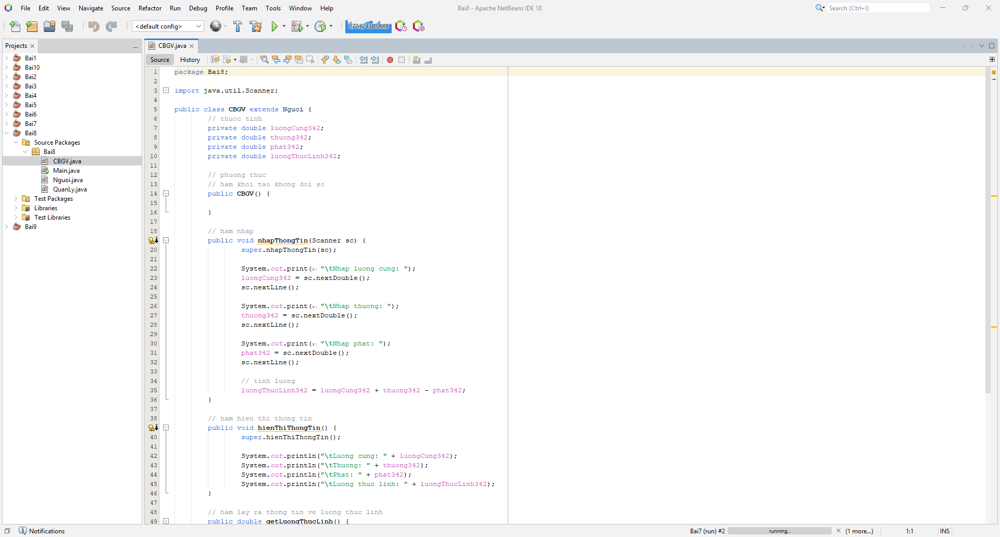 File Edit View Navigate Source Refactor Run Debug Profile Team Tools Window Help
Bai8 - Apache NetBeans IDE 18
Search (Ctrl+I)
<default config>
277.6/438.0MB
Projects
Bai1
Bai10
Bai2
Bai3
Bai4
Bai5
Bai6
Bai7
Bai8
Source Packages
Bai8
CBGV.java
Main.java
Nguoi.java
QuanLy.java
Test Packages
Libraries
Test Libraries
Bai9
CBGV.java
Source History
1 package Bai8;
2
3 import java.util.Scanner;
4
5 public class CBGV extends Nguoi {
6 // thuoc tinh
7 private double luongCung342;
8 private double thuong342;
9 private double phat342;
10 private double luongThucLinh342;
11
12 // phuong thuc
13 // ham khoi tao khong doi so
14 public CBGV() {
15
16 }
17
18 // ham nhap
public void nhapThongTin(Scanner sc) {
20 super.nhapThongTin(sc);
21
22 System.out.print(s: "\tNhap luong cung: ");
23 luongCung342 = sc.nextDouble();
24 sc.nextLine();
25
26 System.out.print(s: "\tNhap thuong: ");
27 thuong342 = sc.nextDouble();
28 sc.nextLine();
29
30 System.out.print(s: "\tNhap phat: ");
31 phat342 = sc.nextDouble();
32 sc.nextLine();
33
34 // tinh luong
35 luongThucLinh342 = luongCung342 + thuong342 - phat342;
36 }
37
38 // ham hien thi thong tin
public void hienThiThongTin() {
40 super.hienThiThongTin();
41
42 System.out.println("\tLuong cung: " + luongCung342);
43 System.out.println("\tThuong: " + thuong342);
44 System.out.println("\tPhat: " + phat342);
45 System.out.println("\tLuong thuc linh: " + luongThucLinh342);
46 }
47
48 // ham lay ra thong tin ve luong thuc linh
49 public double getLuongThucLinh() {
Notifications
Bai7 (run) #2 running... (1 more...) 1:1 INS